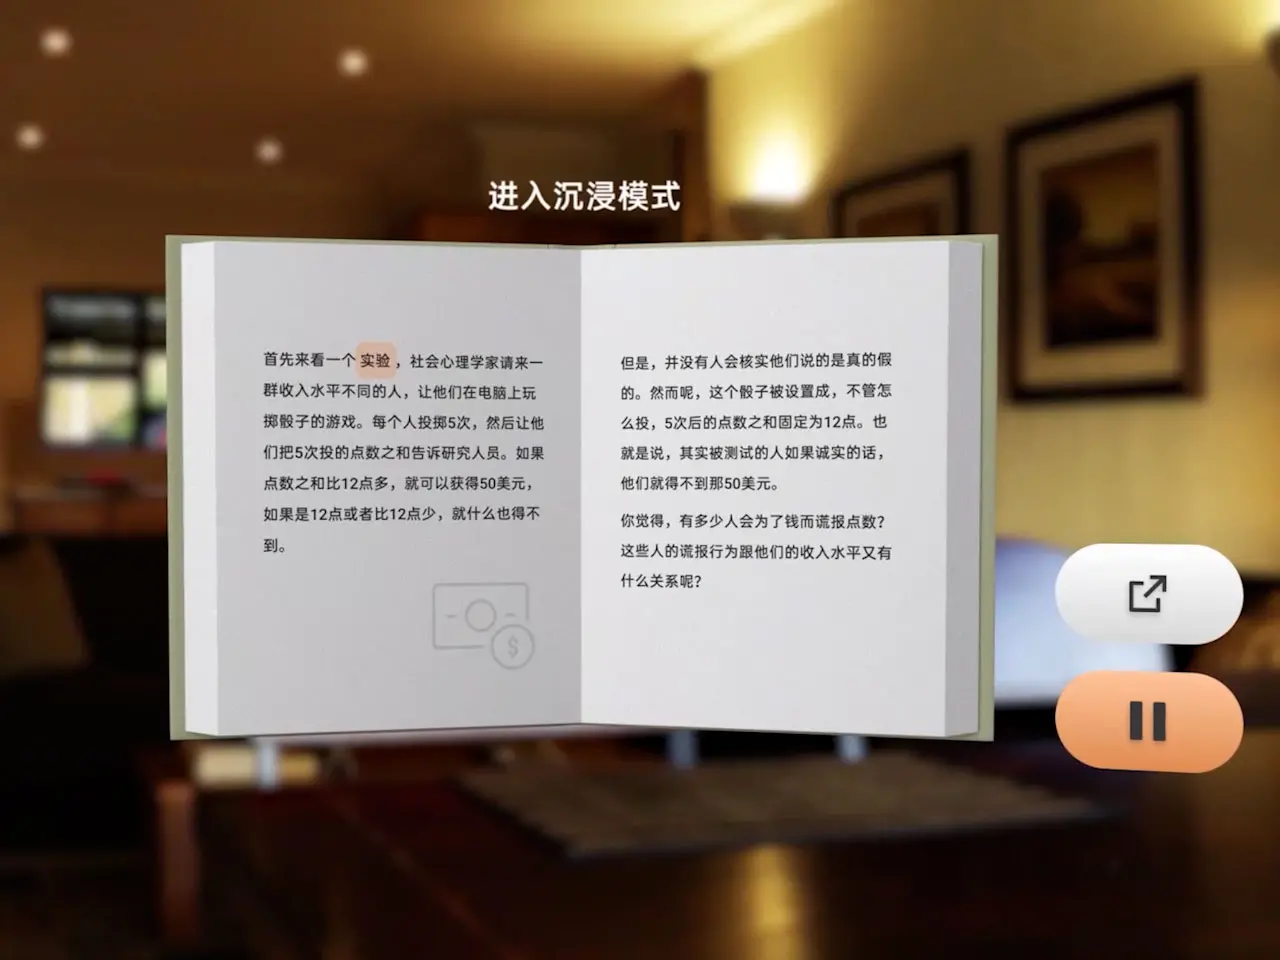 进入沉浸模式
首先来看一个 实验 ，社会心理学家请来一
群收入水平不同的人，让他们在电脑上玩
掷骰子的游戏。每个人投掷5次，然后让他
们把5次投的点数之和告诉研究人员。如果
点数之和比12点多，就可以获得50美元，
如果是12点或者比12点少，就什么也得不
到。
$
但是，并没有人会核实他们说的是真的假
的。然而呢，这个骰子被设置成，不管怎
么投，5次后的点数之和固定为12点。也
就是说，其实被测试的人如果诚实的话，
他们就得不到那50美元。
你觉得，有多少人会为了钱而谎报点数？
这些人的谎报行为跟他们的收入水平又有
什么关系呢？